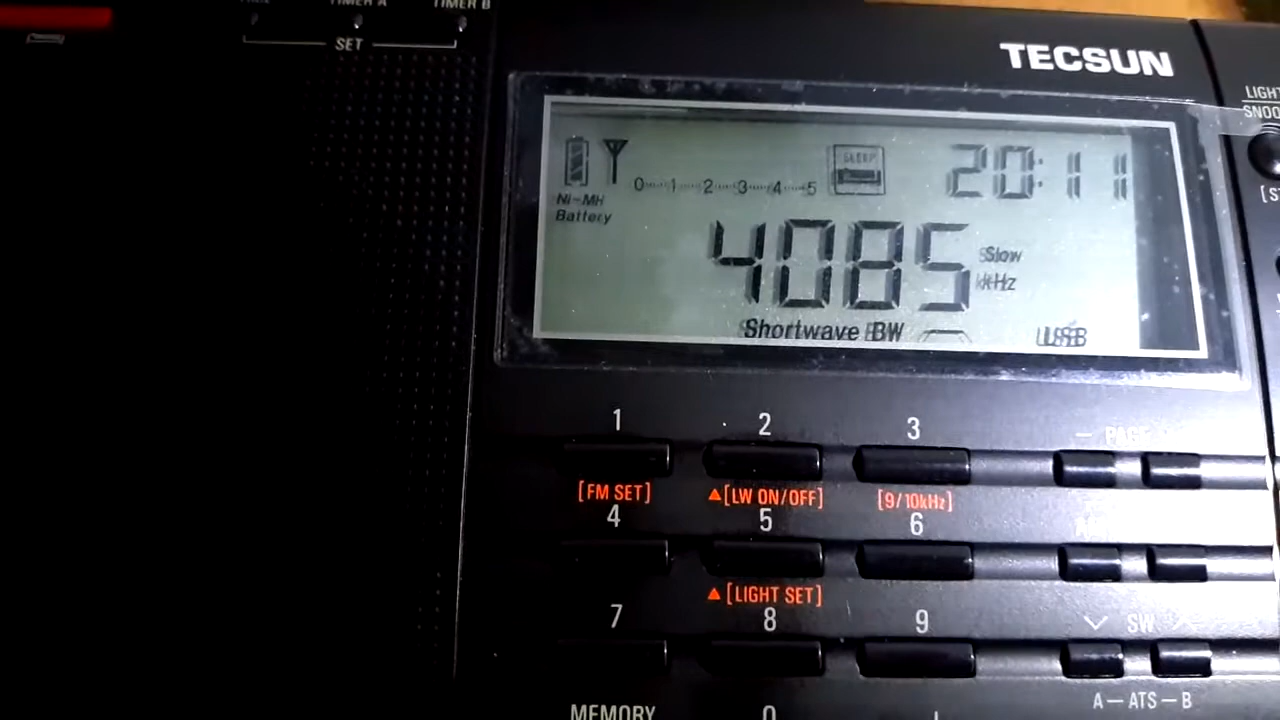 TIMER A
TIMER B
SET
TECSUN
LIGHT
SLEEP
20:11
0 1 2 3 4 5
Ni-MH
Battery
4085
Slow
kHz
Shortwave BW
USB
1 2 3
[FM SET] ▲[LW ON/OFF] [9/10kHz]
4 5 6
▲[LIGHT SET]
7 8 9
SW
A — ATS — B
MEMORY
0